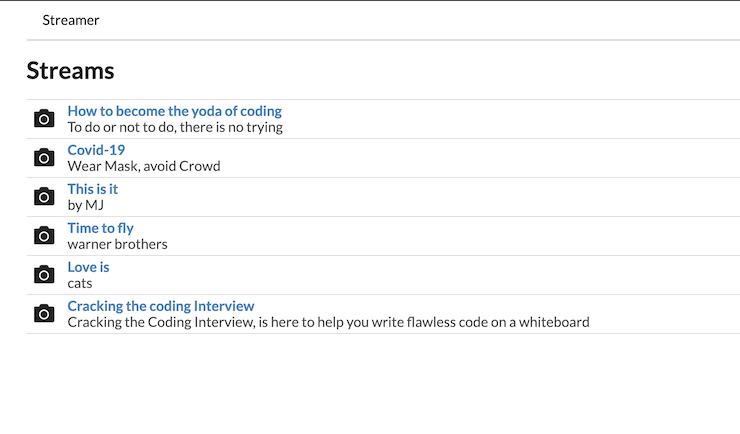 Streamer
Streams
How to become the yoda of coding
To do or not to do, there is no trying
Covid-19
Wear Mask, avoid Crowd
This is it
by MJ
Time to fly
warner brothers
Love is
cats
Cracking the coding Interview
Cracking the Coding Interview, is here to help you write flawless code on a whiteboard